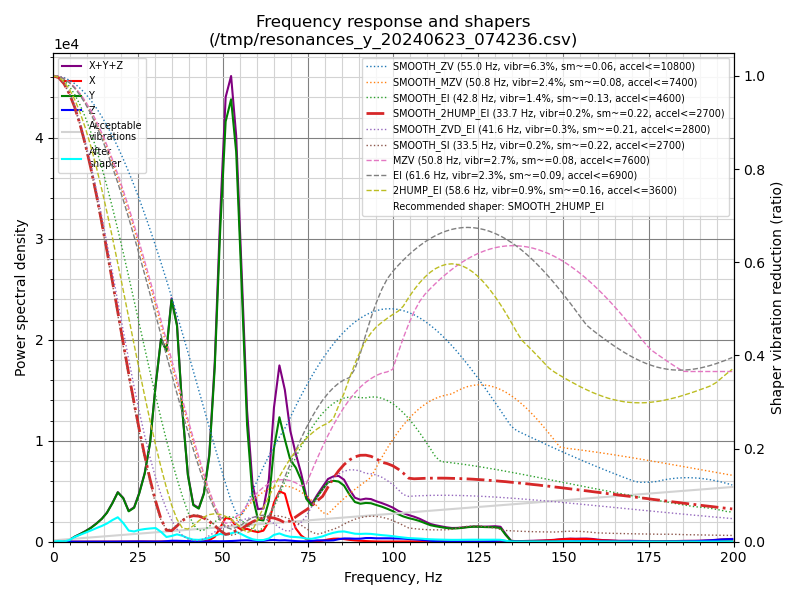 Frequency response and shapers
(/tmp/resonances_y_20240623_074236.csv)
1e4
X+Y+Z
X
Y
Z
Acceptable
vibrations
After
shaper
SMOOTH_ZV (55.0 Hz, vibr=6.3%, sm~=0.06, accel<=10800)
SMOOTH_MZV (50.8 Hz, vibr=2.4%, sm~=0.08, accel<=7400)
SMOOTH_EI (42.8 Hz, vibr=1.4%, sm~=0.13, accel<=4600)
SMOOTH_2HUMP_EI (33.7 Hz, vibr=0.2%, sm~=0.22, accel<=2700)
SMOOTH_ZVD_EI (41.6 Hz, vibr=0.3%, sm~=0.21, accel<=2800)
SMOOTH_SI (33.5 Hz, vibr=0.2%, sm~=0.22, accel<=2700)
MZV (50.8 Hz, vibr=2.7%, sm~=0.08, accel<=7600)
EI (61.6 Hz, vibr=2.3%, sm~=0.09, accel<=6900)
2HUMP_EI (58.6 Hz, vibr=0.9%, sm~=0.16, accel<=3600)
Recommended shaper: SMOOTH_2HUMP_EI
Power spectral density
4
3
2
1
0
1.0
0.8
0.6
0.4
0.2
0.0
Shaper vibration reduction (ratio)
0 25 50 75 100 125 150 175 200
Frequency, Hz